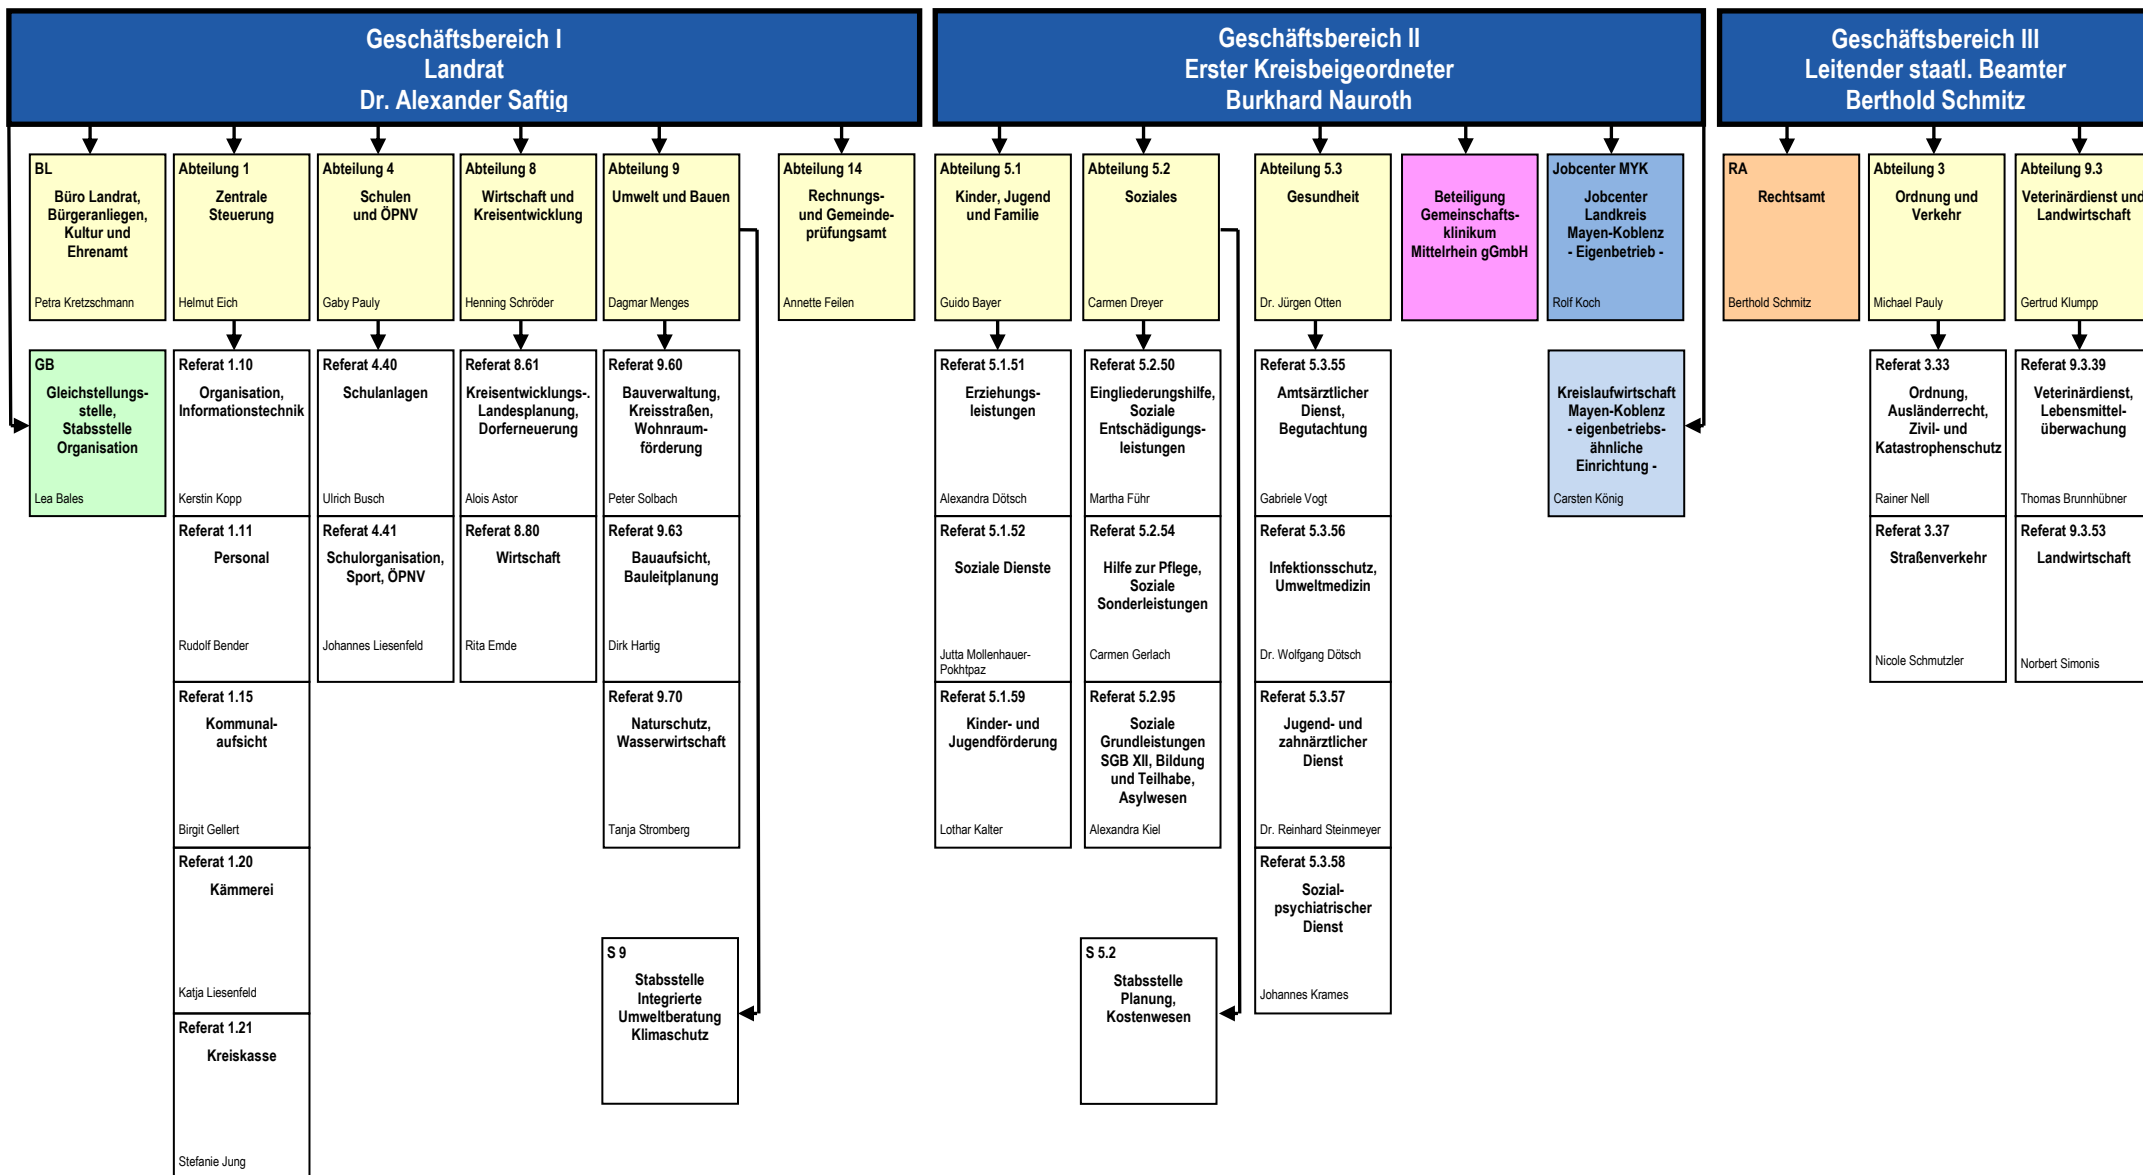 Geschäftsbereich I
Landrat
Dr. Alexander Saftig
Geschäftsbereich II
Erster Kreisbeigeordneter
Burkhard Nauroth
Geschäftsbereich III
Leitender staatl. Beamter
Berthold Schmitz
BL
Büro Landrat,
Bürgeranliegen,
Kultur und
Ehrenamt
Petra Kretzschmann
Abteilung 1
Zentrale
Steuerung
Helmut Eich
Abteilung 4
Schulen
und ÖPNV
Gaby Pauly
Abteilung 8
Wirtschaft und
Kreisentwicklung
Henning Schröder
Abteilung 9
Umwelt und Bauen
Dagmar Menges
Abteilung 14
Rechnungs-
und Gemeinde-
prüfungsamt
Annette Feilen
Abteilung 5.1
Kinder, Jugend
und Familie
Guido Bayer
Abteilung 5.2
Soziales
Carmen Dreyer
Abteilung 5.3
Gesundheit
Dr. Jürgen Otten
Beteiligung
Gemeinschafts-
klinikum
Mittelrhein gGmbH
Jobcenter MYK
Jobcenter
Landkreis
Mayen-Koblenz
- Eigenbetrieb -
Rolf Koch
RA
Rechtsamt
Berthold Schmitz
Abteilung 3
Ordnung und
Verkehr
Michael Pauly
Abteilung 9.3
Veterinärdienst und
Landwirtschaft
Gertrud Klumpp
GB
Gleichstellungs-
stelle,
Stabsstelle
Organisation
Lea Bales
Referat 1.10
Organisation,
Informationstechnik
Kerstin Kopp
Referat 4.40
Schulanlagen
Ulrich Busch
Referat 8.61
Kreisentwicklungs-.
Landesplanung,
Dorferneuerung
Alois Astor
Referat 9.60
Bauverwaltung,
Kreisstraßen,
Wohnraum-
förderung
Peter Solbach
Referat 5.1.51
Erziehungs-
leistungen
Alexandra Dötsch
Referat 5.2.50
Eingliederungshilfe,
Soziale
Entschädigungs-
leistungen
Martha Führ
Referat 5.3.55
Amtsärztlicher
Dienst,
Begutachtung
Gabriele Vogt
Kreislaufwirtschaft
Mayen-Koblenz
- eigenbetriebs-
ähnliche
Einrichtung -
Carsten König
Referat 3.33
Ordnung,
Ausländerrecht,
Zivil- und
Katastrophenschutz
Rainer Nell
Referat 9.3.39
Veterinärdienst,
Lebensmittel-
überwachung
Thomas Brunnhübner
Referat 1.11
Personal
Rudolf Bender
Referat 4.41
Schulorganisation,
Sport, ÖPNV
Johannes Liesenfeld
Referat 8.80
Wirtschaft
Rita Emde
Referat 9.63
Bauaufsicht,
Bauleitplanung
Dirk Hartig
Referat 5.1.52
Soziale Dienste
Jutta Mollenhauer-
Pokhtpaz
Referat 5.2.54
Hilfe zur Pflege,
Soziale
Sonderleistungen
Carmen Gerlach
Referat 5.3.56
Infektionsschutz,
Umweltmedizin
Dr. Wolfgang Dötsch
Referat 3.37
Straßenverkehr
Nicole Schmutzler
Referat 9.3.53
Landwirtschaft
Norbert Simonis
Referat 1.15
Kommunal-
aufsicht
Birgit Gellert
Referat 9.70
Naturschutz,
Wasserwirtschaft
Tanja Stromberg
Referat 5.1.59
Kinder- und
Jugendförderung
Lothar Kalter
Referat 5.2.95
Soziale
Grundleistungen
SGB XII, Bildung
und Teilhabe,
Asylwesen
Alexandra Kiel
Referat 5.3.57
Jugend- und
zahnärztlicher
Dienst
Dr. Reinhard Steinmeyer
Referat 1.20
Kämmerei
Katja Liesenfeld
Referat 5.3.58
Sozial-
psychiatrischer
Dienst
Johannes Krames
S 9
Stabsstelle
Integrierte
Umweltberatung
Klimaschutz
S 5.2
Stabsstelle
Planung,
Kostenwesen
Referat 1.21
Kreiskasse
Stefanie Jung